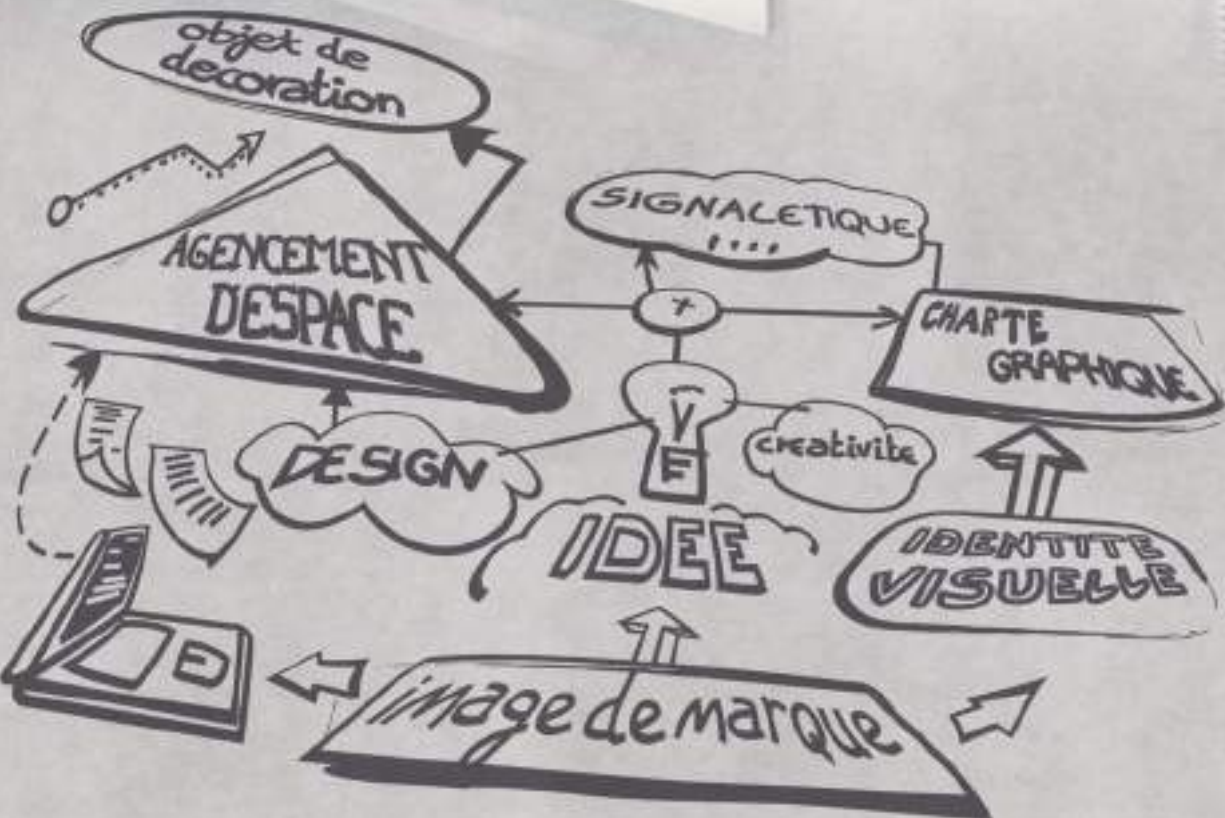 objet de
decoration
SIGNALETIQUE
....
AGENCEMENT
D'ESPACE
+
CHARTE
GRAPHIQUE
DESIGN
creativite
IDEE
IDENTITE
VISUELLE
image de marque